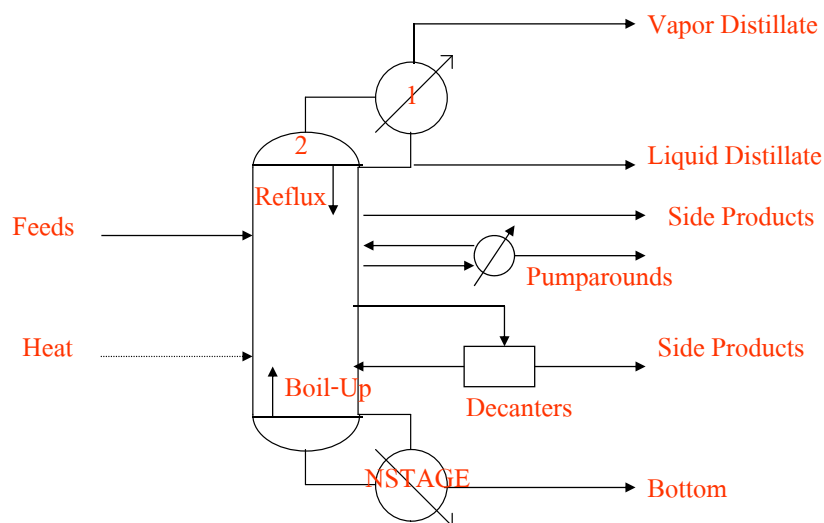 Vapor Distillate
1
2
Liquid Distillate
Reflux
Side Products
Feeds
Pumparounds
Heat
Side Products
Boil-Up
Decanters
NSTAGE
Bottom